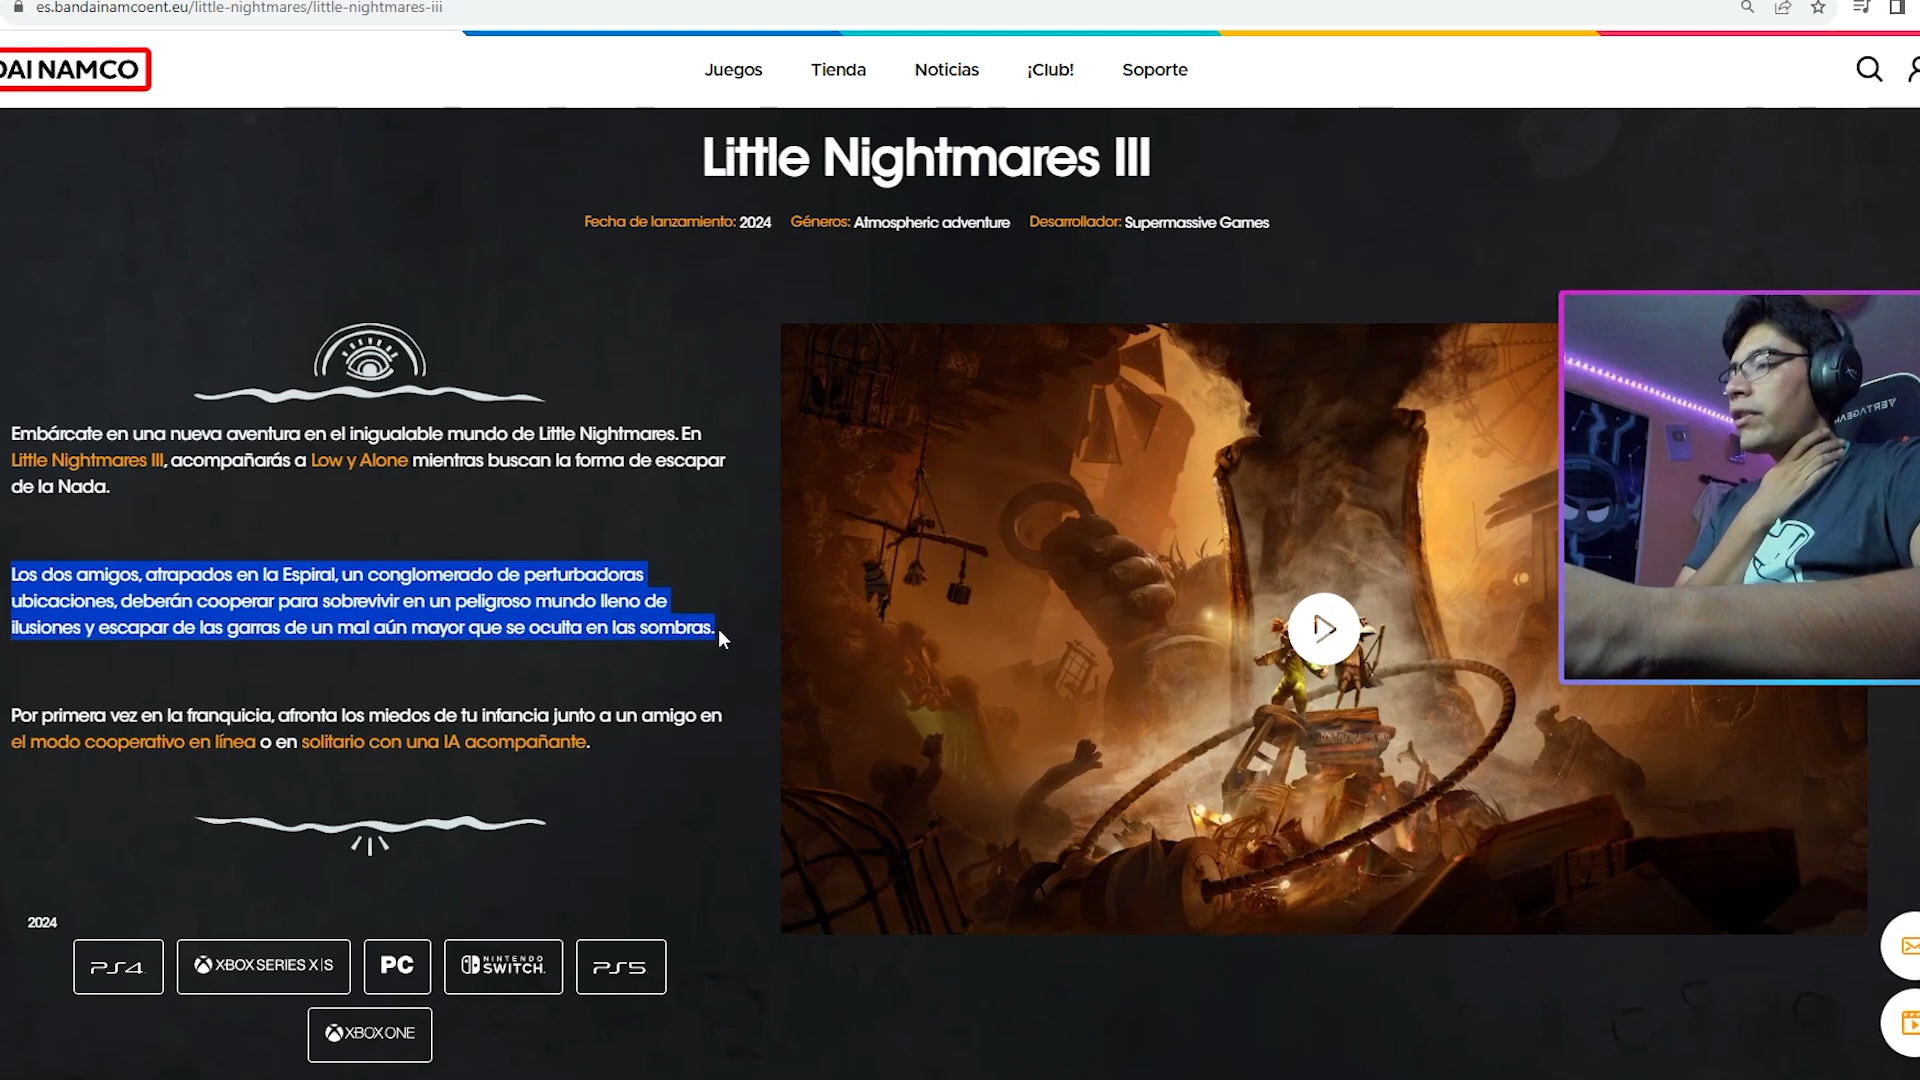 es.bandainamcoent.eu/little-nightmares/little-nightmares-iii
DAI NAMCO
Juegos Tienda Noticias ¡Club! Soporte
Little Nightmares III
Fecha de lanzamiento: 2024 Géneros: Atmospheric adventure Desarrollador: Supermassive Games
Embárcate en una nueva aventura en el inigualable mundo de Little Nightmares. En
Little Nightmares III, acompañarás a Low y Alone mientras buscan la forma de escapar
de la Nada.
Los dos amigos, atrapados en la Espiral, un conglomerado de perturbadoras
ubicaciones, deberán cooperar para sobrevivir en un peligroso mundo lleno de
ilusiones y escapar de las garras de un mal aún mayor que se oculta en las sombras.
Por primera vez en la franquicia, afronta los miedos de tu infancia junto a un amigo en
el modo cooperativo en línea o en solitario con una IA acompañante.
2024
PS4 XBOX SERIES X|S PC NINTENDO SWITCH PS5
XBOX ONE
VERTAGEAR